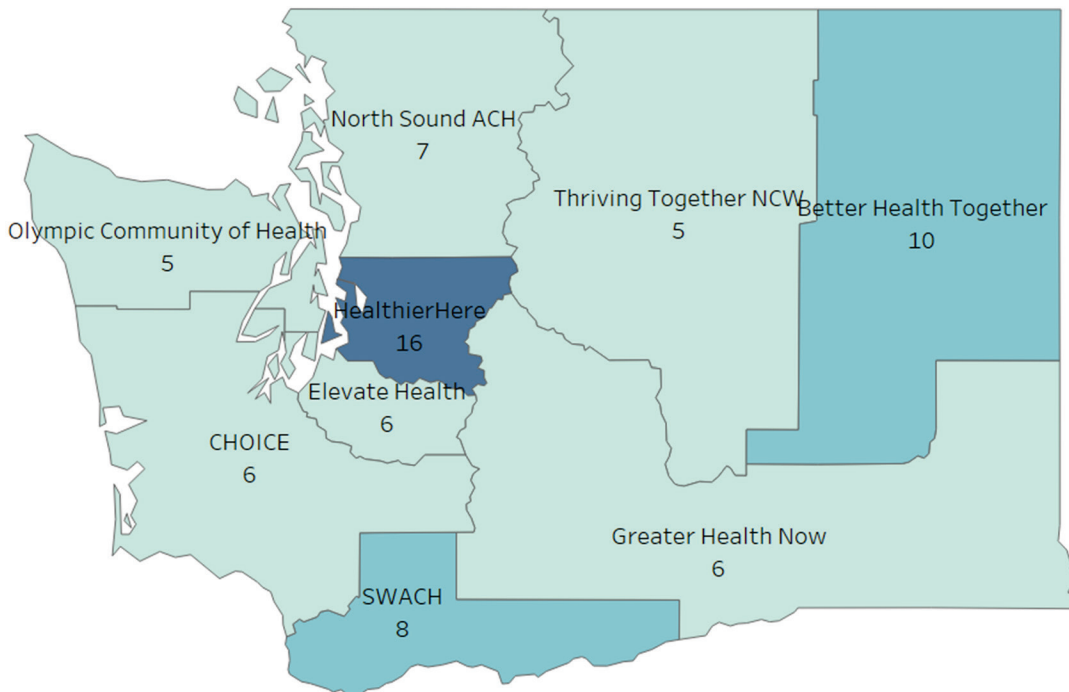 North Sound ACH
7
Thriving Together NCW
5
Better Health Together
10
Olympic Community of Health
5
HealthierHere
16
Elevate Health
6
CHOICE
6
Greater Health Now
6
SWACH
8